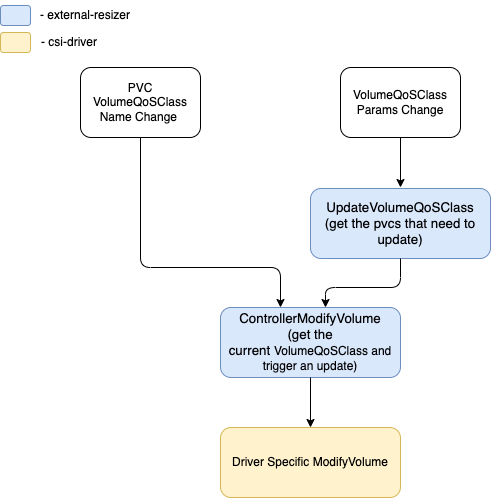 - external-resizer
- csi-driver
PVC
VolumeQoSClass
Name Change
VolumeQoSClass
Params Change
UpdateVolumeQoSClass
(get the pvcs that need to
update)
ControllerModifyVolume
(get the
current VolumeQoSClass and
trigger an update)
Driver Specific ModifyVolume